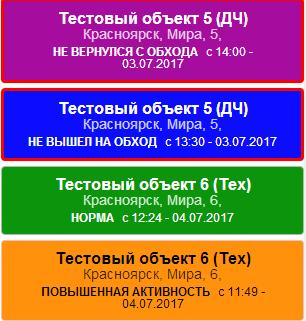 Тестовый объект 5 (ДЧ)
Красноярск, Мира, 5,
НЕ ВЕРНУЛСЯ С ОБХОДА с 14:00 -
03.07.2017
Тестовый объект 5 (ДЧ)
Красноярск, Мира, 5,
НЕ ВЫШЕЛ НА ОБХОД с 13:30 - 03.07.2017
Тестовый объект 6 (Тех)
Красноярск, Мира, 6,
НОРМА с 12:24 - 04.07.2017
Тестовый объект 6 (Тех)
Красноярск, Мира, 6,
ПОВЫШЕННАЯ АКТИВНОСТЬ с 11:49 -
04.07.2017